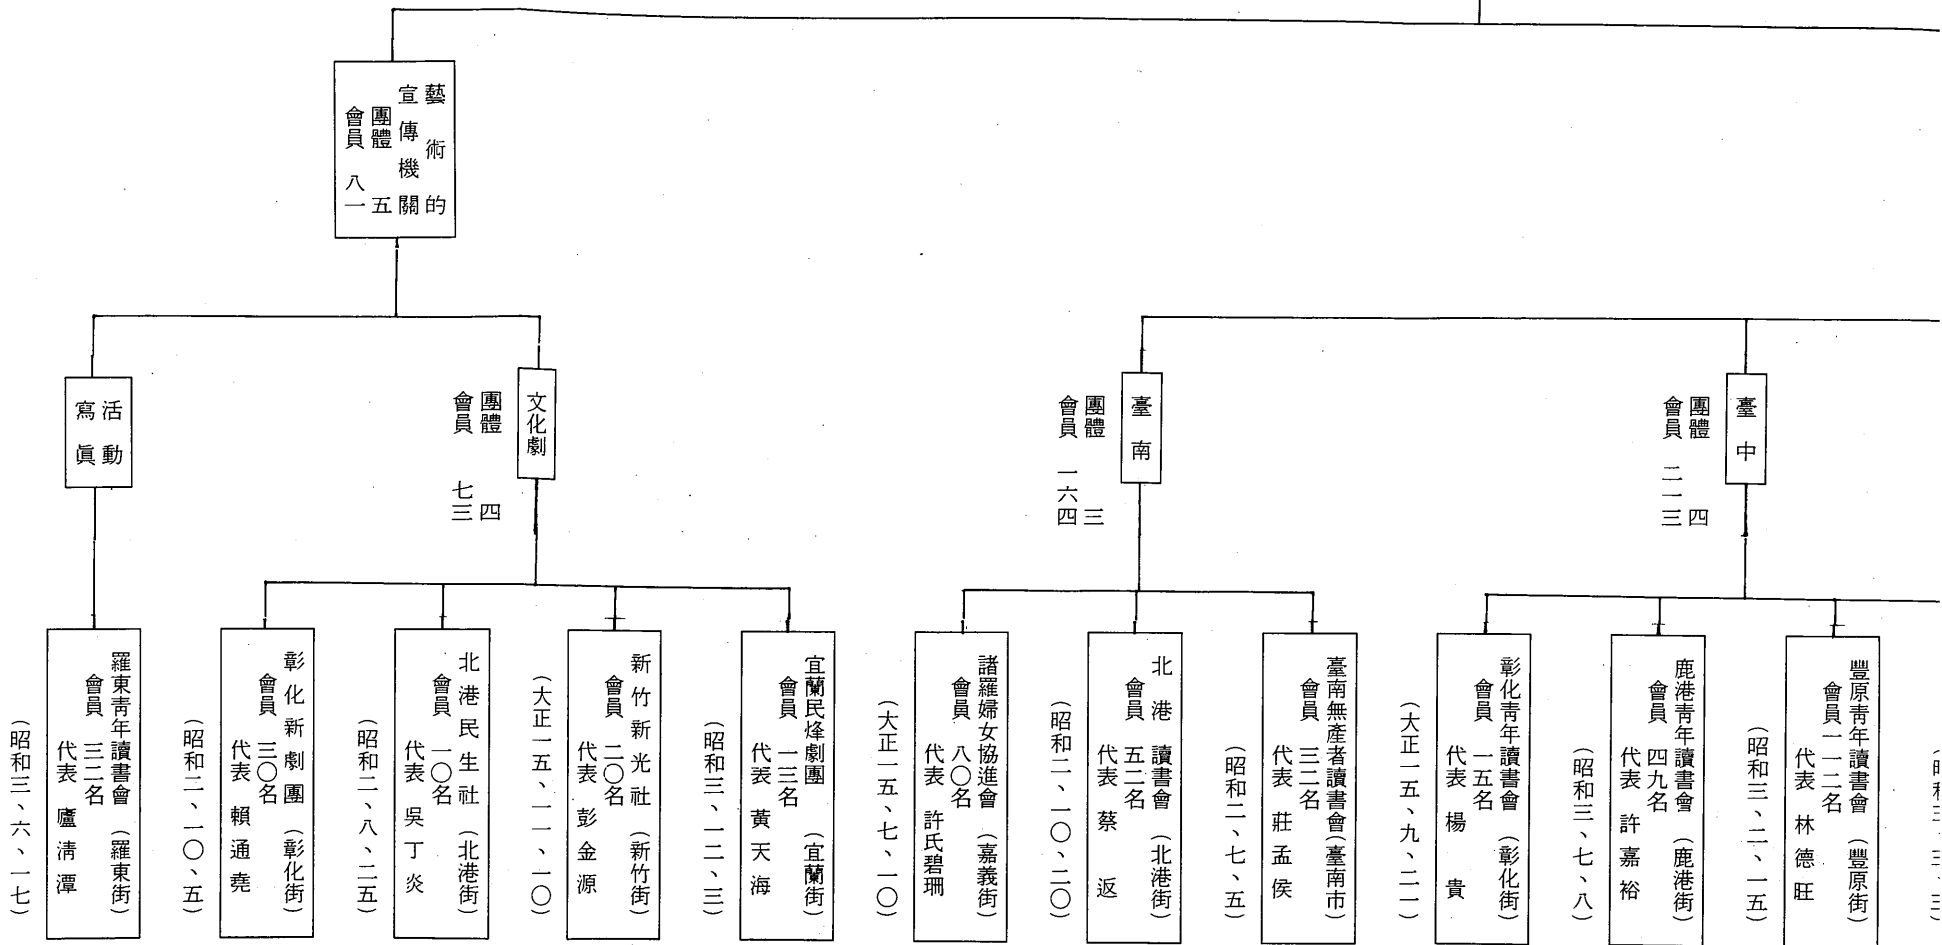 藝術的
宣傳機關
團體 五
會員 八一
臺中
團體 四
會員 二一三
臺南
團體 三
會員 一六四
文化劇
團體 四
會員 七三
活動
寫眞
豐原靑年讀書會 (豐原街)
會員一一二名
代表 林德旺
(昭和三、二、一五)
鹿港靑年讀書會 (鹿港街)
會員 四九名
代表 許嘉裕
(昭和三、七、八)
彰化靑年讀書會 (彰化街)
會員 一五名
代表 楊貴
(大正一五、九、二一)
臺南無產者讀書會(臺南市)
會員 三二名
代表 莊孟侯
(昭和二、七、五)
北港讀書會 (北港街)
會員 五二名
代表 蔡返
(昭和二、一〇、二〇)
諸羅婦女協進會 (嘉義街)
會員 八〇名
代表 許氏碧珊
(大正一五、七、一〇)
宜蘭民烽劇團 (宜蘭街)
會員 一三名
代表 黃天海
(昭和三、一二、三)
新竹新光社 (新竹街)
會員 二〇名
代表 彭金源
(大正一五、一一、一〇)
北港民生社 (北港街)
會員 一〇名
代表 吳丁炎
(昭和二、八、二五)
彰化新劇團 (彰化街)
會員 三〇名
代表 賴通堯
(昭和二、一〇、五)
羅東靑年讀書會 (羅東街)
會員 三二名
代表 盧淸潭
(昭和三、六、一七)